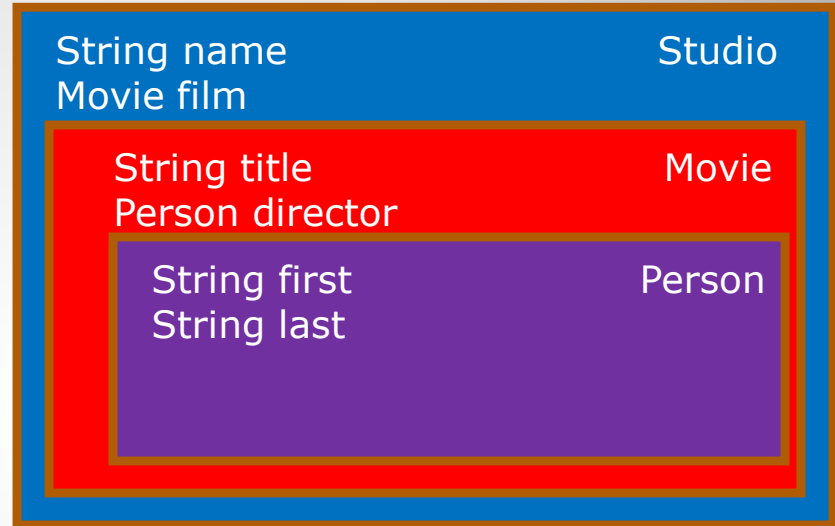 String name Studio
Movie film
String title Movie
Person director
String first Person
String last